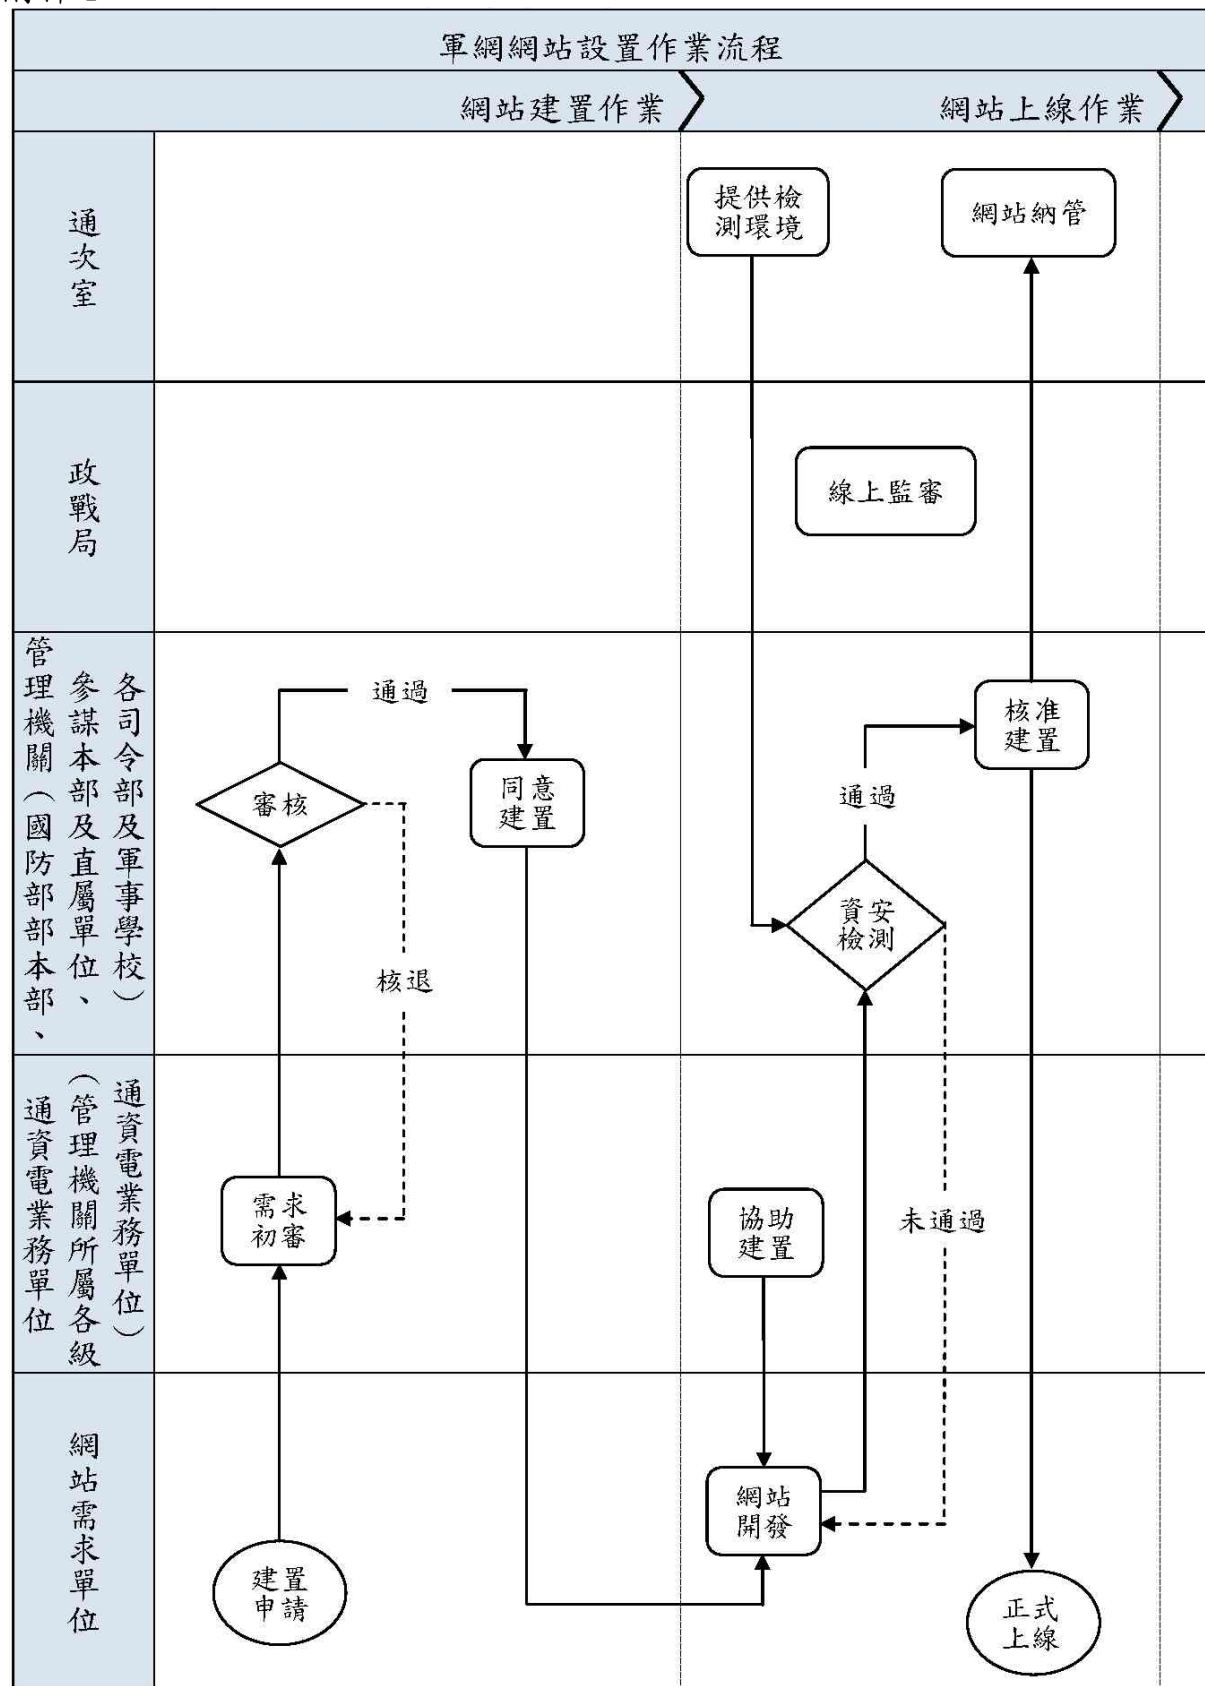 軍網網站設置作業流程
網站建置作業
網站上線作業
通次室
提供檢
測環境
網站納管
政戰局
線上監審
管理機關（國防部部本部、
參謀本部及直屬單位、
各司令部及軍事學校）
審核
通過
核退
同意
建置
資安
檢測
通過
未通過
核准
建置
通資電業務單位
（管理機關所屬各級
通資電業務單位）
需求
初審
協助
建置
網站需求單位
建置
申請
網站
開發
正式
上線